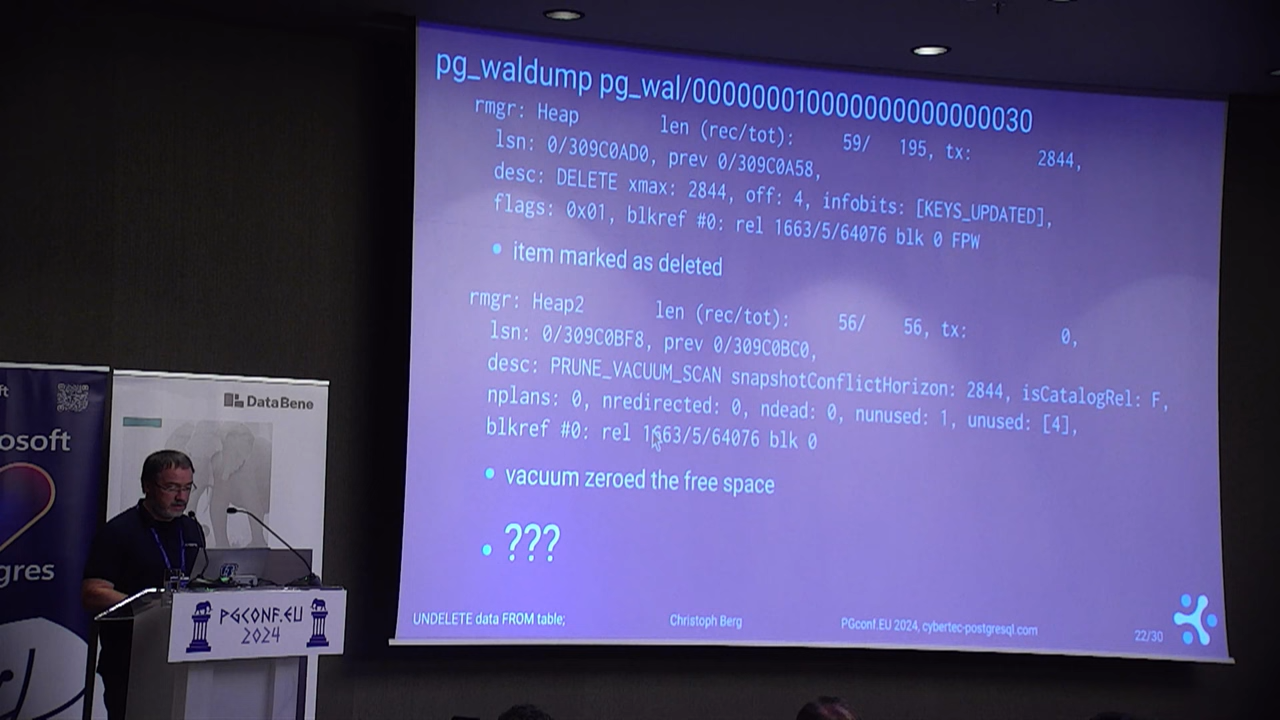 pg_waldump pg_wal/000000010000000000000030
rmgr: Heap len (rec/tot): 59/ 195, tx: 2844,
lsn: 0/309C0AD0, prev 0/309C0A58,
desc: DELETE xmax: 2844, off: 4, infobits: [KEYS_UPDATED],
flags: 0x01, blkref #0: rel 1663/5/64076 blk 0 FPW
• item marked as deleted
rmgr: Heap2 len (rec/tot): 56/ 56, tx: 0,
lsn: 0/309C0BF8, prev 0/309C0BC0,
desc: PRUNE_VACUUM_SCAN snapshotConflictHorizon: 2844, isCatalogRel: F,
nplans: 0, nredirected: 0, ndead: 0, nunused: 1, unused: [4],
blkref #0: rel 1663/5/64076 blk 0
• vacuum zeroed the free space
• ???
UNDELETE data FROM table; Christoph Berg PGconf.EU 2024, cybertec-postgresql.com 22/30
DataBene
ft
osoft
gres
PGCONF.EU
2024